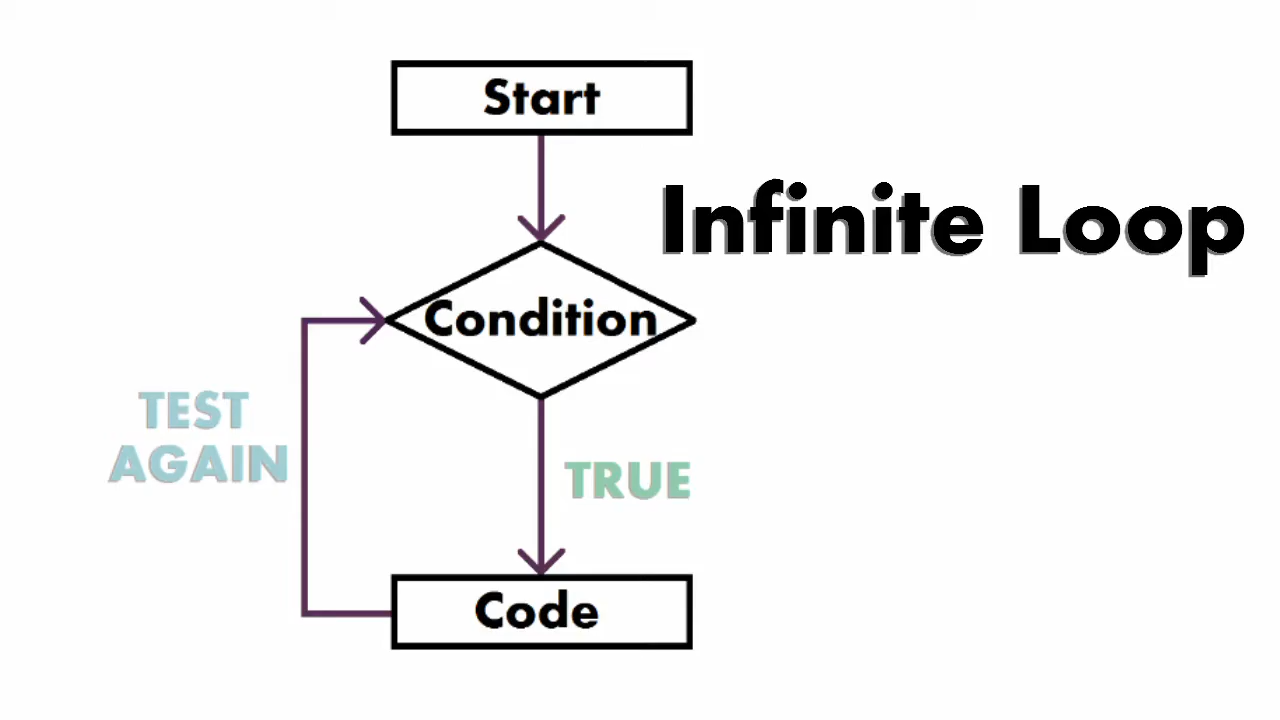 Start
Infinite Loop
Condition
TEST
AGAIN
TRUE
Code